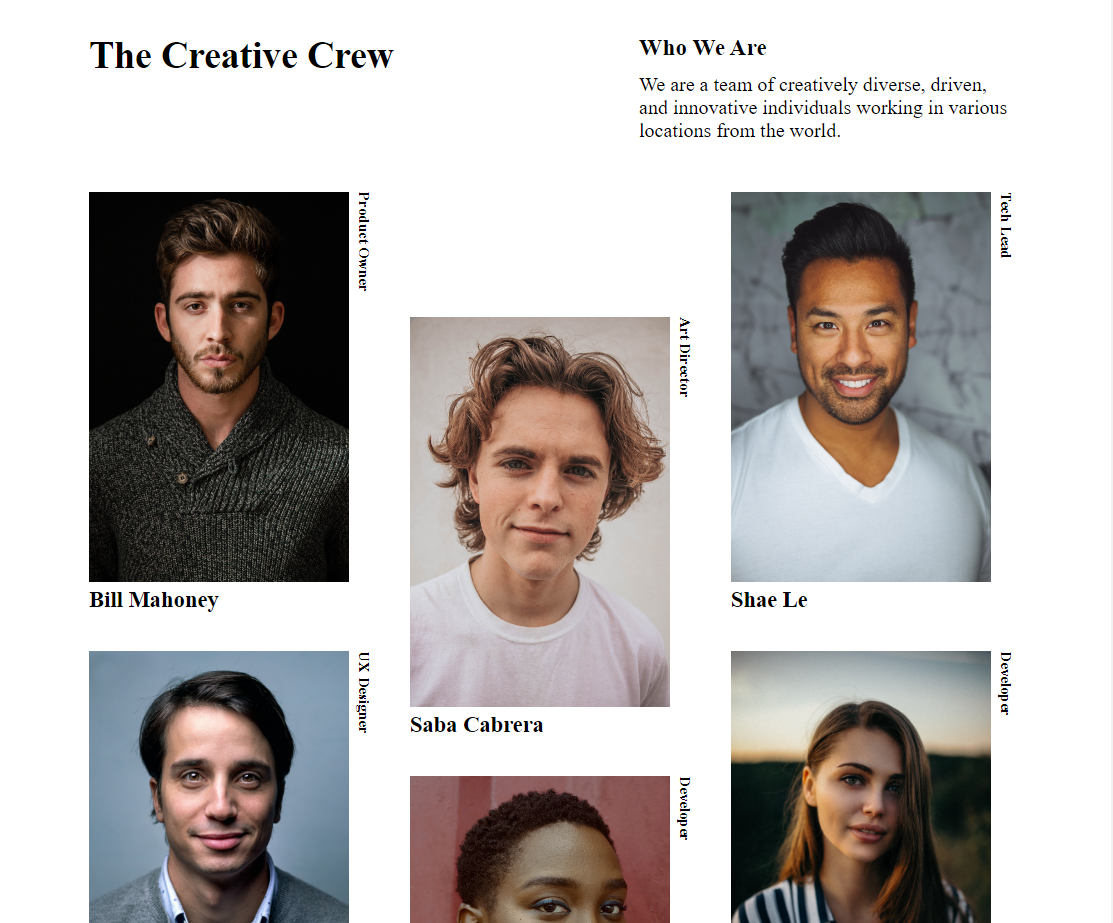 The Creative Crew
Who We Are
We are a team of creatively diverse, driven,
and innovative individuals working in various
locations from the world.
Product Owner
Bill Mahoney
Art Director
Saba Cabrera
Tech Lead
Shae Le
UX Designer
Developer
Developer